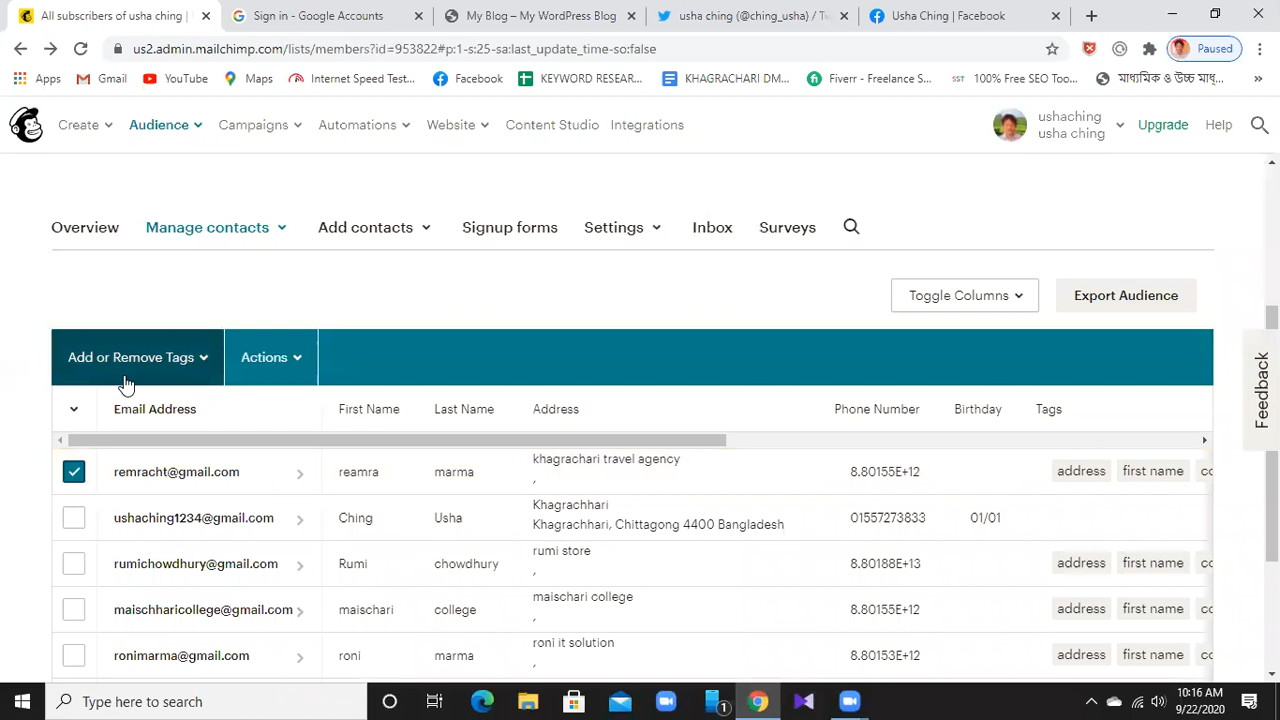 All subscribers of usha ching |
Sign in - Google Accounts
My Blog – My WordPress Blog
usha ching (@ching_usha) / Tw
Usha Ching | Facebook
us2.admin.mailchimp.com/lists/members?id=953822#p:1-s:25-sa:last_update_time-so:false
Paused
Apps
Gmail
YouTube
Maps
Internet Speed Test...
Facebook
KEYWORD RESEAR...
KHAGRACHARI DM...
Fiverr - Freelance S...
SST 100% Free SEO Too...
মাধ্যমিক ও উচ্চ মাধ্...
Create
Audience
Campaigns
Automations
Website
Content Studio
Integrations
ushaching
usha ching
Upgrade
Help
Overview
Manage contacts
Add contacts
Signup forms
Settings
Inbox
Surveys
Toggle Columns
Export Audience
Feedback
Add or Remove Tags
Actions
Email Address First Name Last Name Address Phone Number Birthday Tags
remracht@gmail.com reamra marma khagrachari travel agency 8.80155E+12 address first name co
,
ushaching1234@gmail.com Ching Usha Khagrachhari 01557273833 01/01
Khagrachhari, Chittagong 4400 Bangladesh
rumichowdhury@gmail.com Rumi chowdhury rumi store 8.80188E+13 address first name co
,
maischharicollege@gmail.com maischari college maischari college 8.80155E+12 address first name co
,
ronimarma@gmail.com roni marma roni it solution 8.80153E+12 address first name co
,
Type here to search
1
10:16 AM
9/22/2020